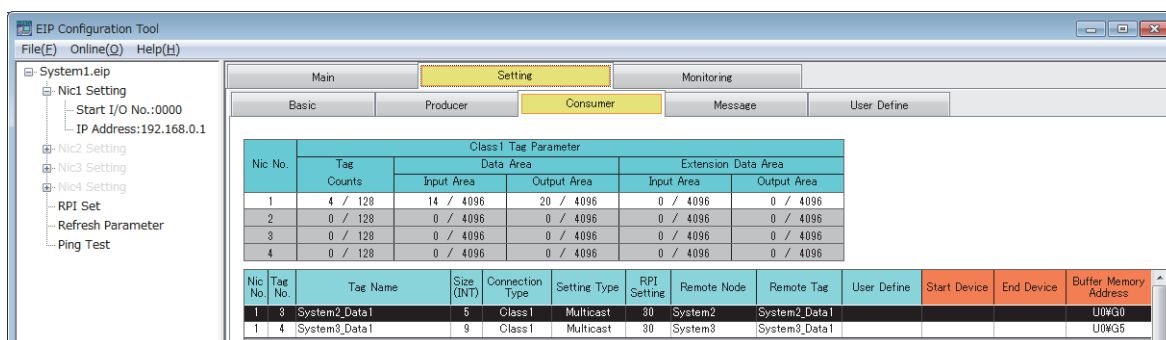 EIP Configuration Tool
File(F) Online(O) Help(H)
System1.eip
Nic1 Setting
Start I/O No.:0000
IP Address:192.168.0.1
Nic2 Setting
Nic3 Setting
Nic4 Setting
RPI Set
Refresh Parameter
Ping Test
Main Setting Monitoring
Basic Producer Consumer Message User Define
Nic No. Class1 Tag Parameter
Tag Counts Data Area Extension Data Area
Input Area Output Area Input Area Output Area
1 4 / 128 14 / 4096 20 / 4096 0 / 4096 0 / 4096
2 0 / 128 0 / 4096 0 / 4096 0 / 4096 0 / 4096
3 0 / 128 0 / 4096 0 / 4096 0 / 4096 0 / 4096
4 0 / 128 0 / 4096 0 / 4096 0 / 4096 0 / 4096
Nic No. Tag No. Tag Name Size (INT) Connection Type Setting Type RPI Setting Remote Node Remote Tag User Define Start Device End Device Buffer Memory Address
1 3 System2_Data1 5 Class1 Multicast 30 System2 System2_Data1 U0¥G0
1 4 System3_Data1 9 Class1 Multicast 30 System3 System3_Data1 U0¥G5